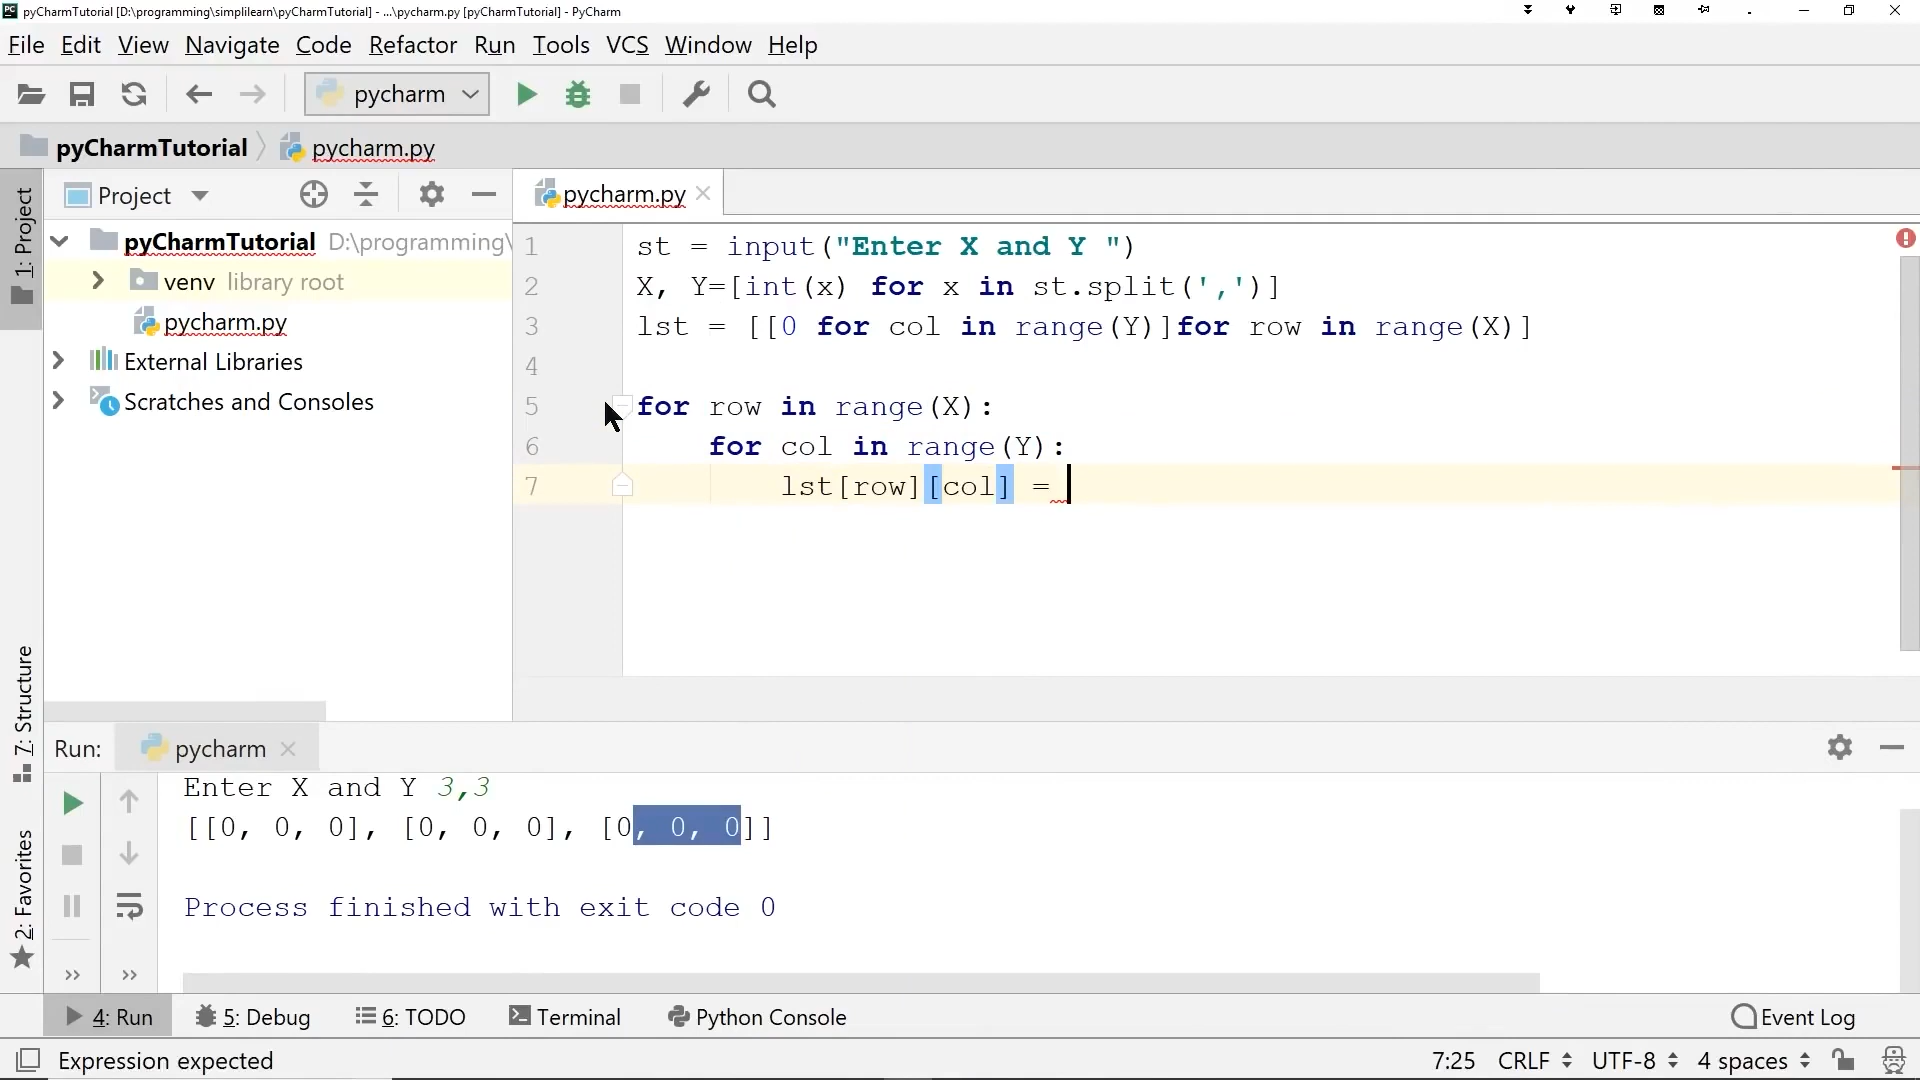 pyCharmTutorial [D:\programming\simplilearn\pyCharmTutorial] - ...\pycharm.py [pyCharmTutorial] - PyCharm
File Edit View Navigate Code Refactor Run Tools VCS Window Help
pycharm
pyCharmTutorial pycharm.py
1: Project
Project
pycharm.py
pyCharmTutorial D:\programming\
venv library root
pycharm.py
External Libraries
Scratches and Consoles
1 st = input("Enter X and Y ")
2 X, Y=[int(x) for x in st.split(',')]
3 lst = [[0 for col in range(Y)]for row in range(X)]
4
5 for row in range(X):
6     for col in range(Y):
7         lst[row][col] =
7: Structure
2: Favorites
Run: pycharm
Enter X and Y 3,3
[[0, 0, 0], [0, 0, 0], [0, 0, 0]]
Process finished with exit code 0
4: Run 5: Debug 6: TODO Terminal Python Console Event Log
Expression expected 7:25 CRLF UTF-8 4 spaces